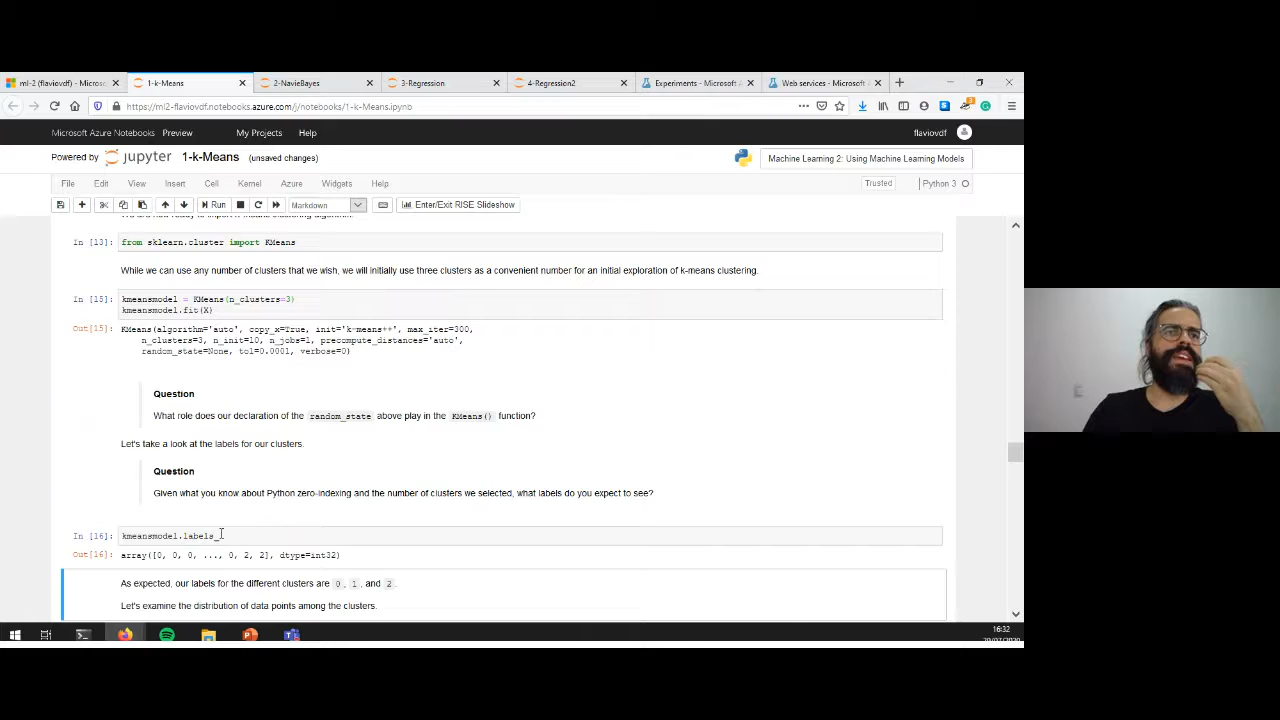 ml-2 (flaviovdf) - Microsc
1-k-Means
2-NavieBayes
3-Regression
4-Regression2
Experiments - Microsoft A
Web services - Microsoft A
https://ml2-flaviovdf.notebooks.azure.com//notebooks/1-k-Means.ipynb
Microsoft Azure Notebooks Preview My Projects Help flaviovdf
Powered by jupyter 1-k-Means (unsaved changes) Machine Learning 2: Using Machine Learning Models
File Edit View Insert Cell Kernel Azure Widgets Help Trusted Python 3
Run Markdown Enter/Exit RISE Slideshow
In [13]: from sklearn.cluster import KMeans
While we can use any number of clusters that we wish, we will initially use three clusters as a convenient number for an initial exploration of k-means clustering.
In [15]: kmeansmodel = KMeans(n_clusters=3)
kmeansmodel.fit(X)
Out[15]: KMeans(algorithm='auto', copy_x=True, init='k-means++', max_iter=300,
n_clusters=3, n_init=10, n_jobs=1, precompute_distances='auto',
random_state=None, tol=0.0001, verbose=0)
Question
What role does our declaration of the random_state above play in the KMeans() function?
Let's take a look at the labels for our clusters.
Question
Given what you know about Python zero-indexing and the number of clusters we selected, what labels do you expect to see?
In [16]: kmeansmodel.labels_
Out[16]: array([0, 0, 0, ..., 0, 2, 2], dtype=int32)
As expected, our labels for the different clusters are 0, 1, and 2.
Let's examine the distribution of data points among the clusters.
16:32